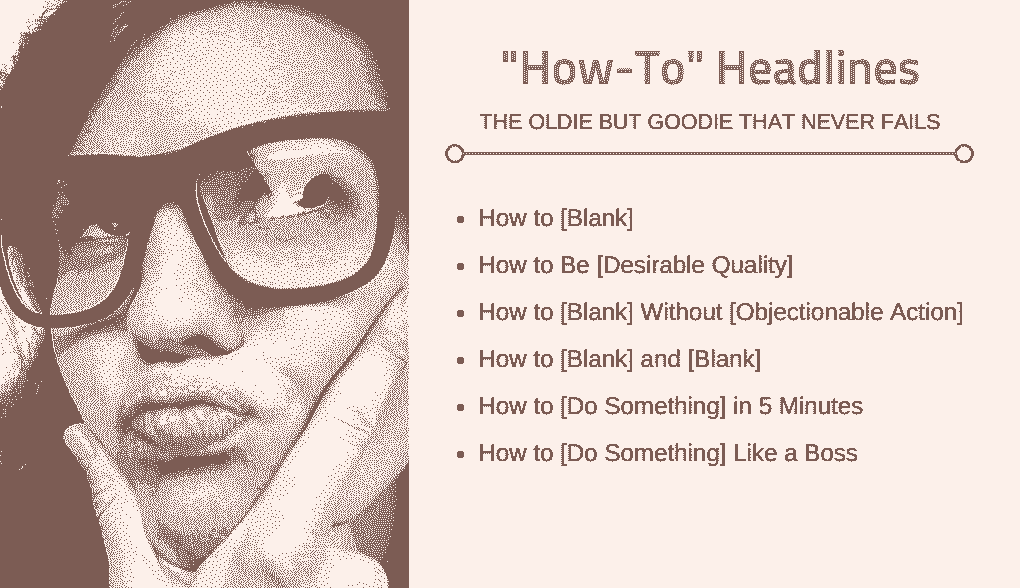 "How-To" Headlines
THE OLDIE BUT GOODIE THAT NEVER FAILS
• How to [Blank]
• How to Be [Desirable Quality]
• How to [Blank] Without [Objectionable Action]
• How to [Blank] and [Blank]
• How to [Do Something] in 5 Minutes
• How to [Do Something] Like a Boss